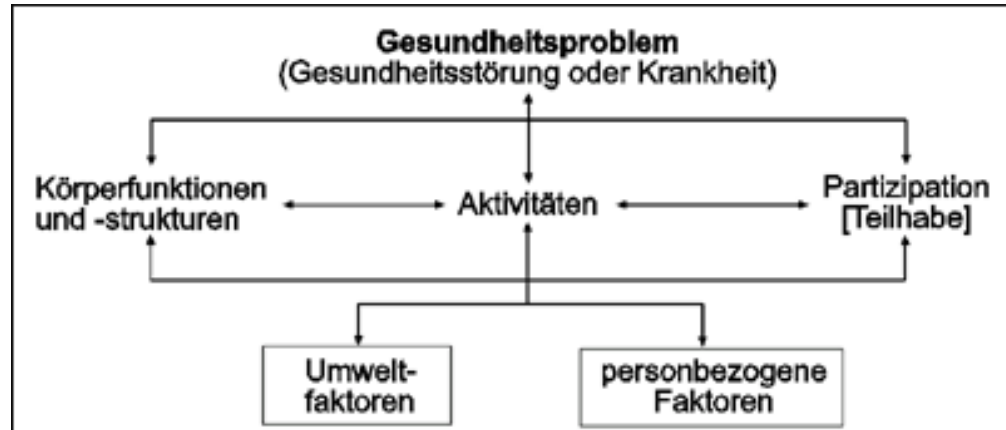 Gesundheitsproblem
(Gesundheitsstörung oder Krankheit)
Körperfunktionen
und -strukturen
Aktivitäten
Partizipation
[Teilhabe]
Umwelt-
faktoren
personbezogene
Faktoren